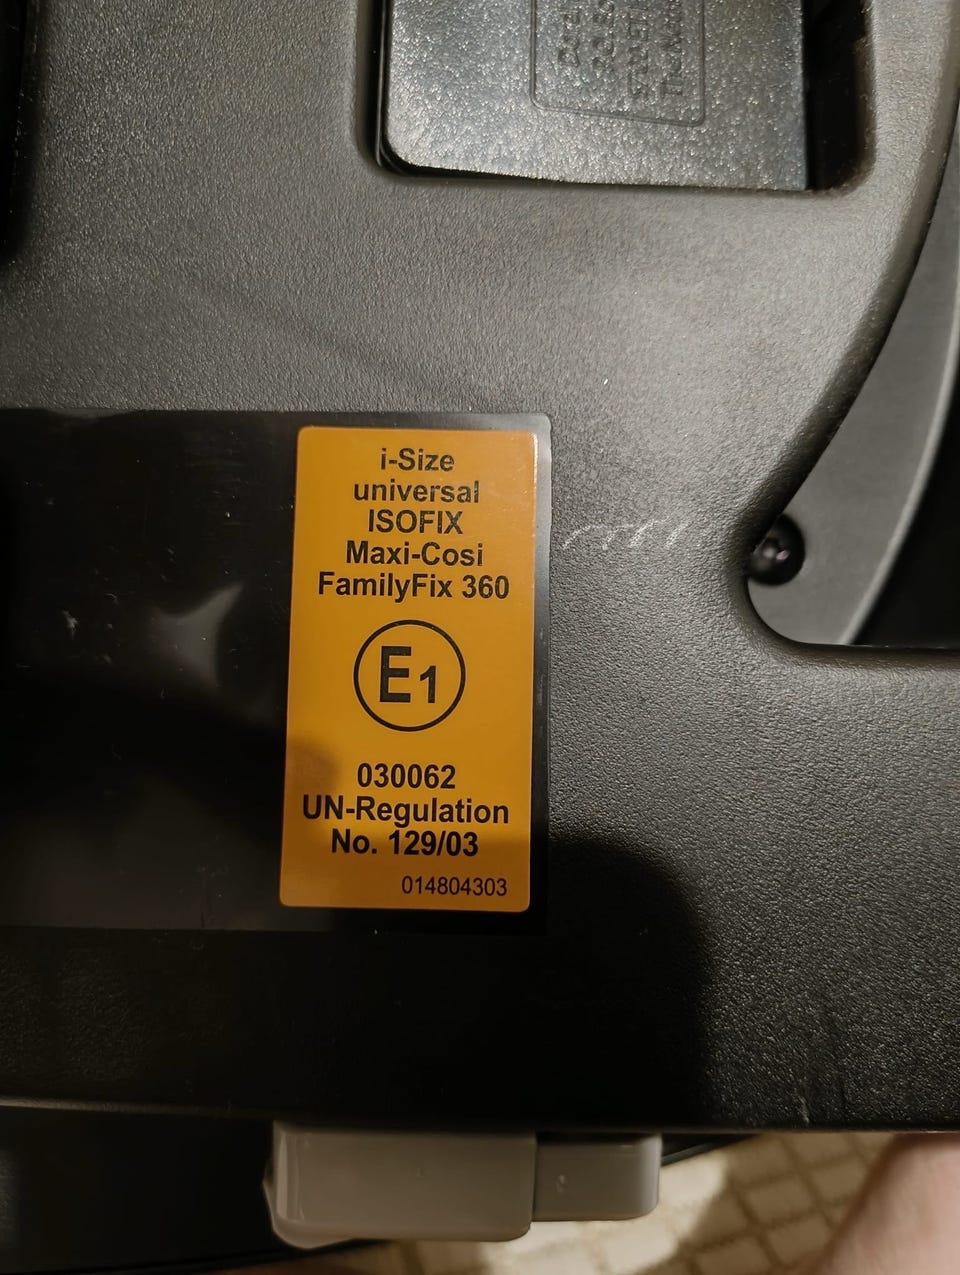 i-Size
universal
ISOFIX
Maxi-Cosi
FamilyFix 360
E1
030062
UN-Regulation
No. 129/03
014804303